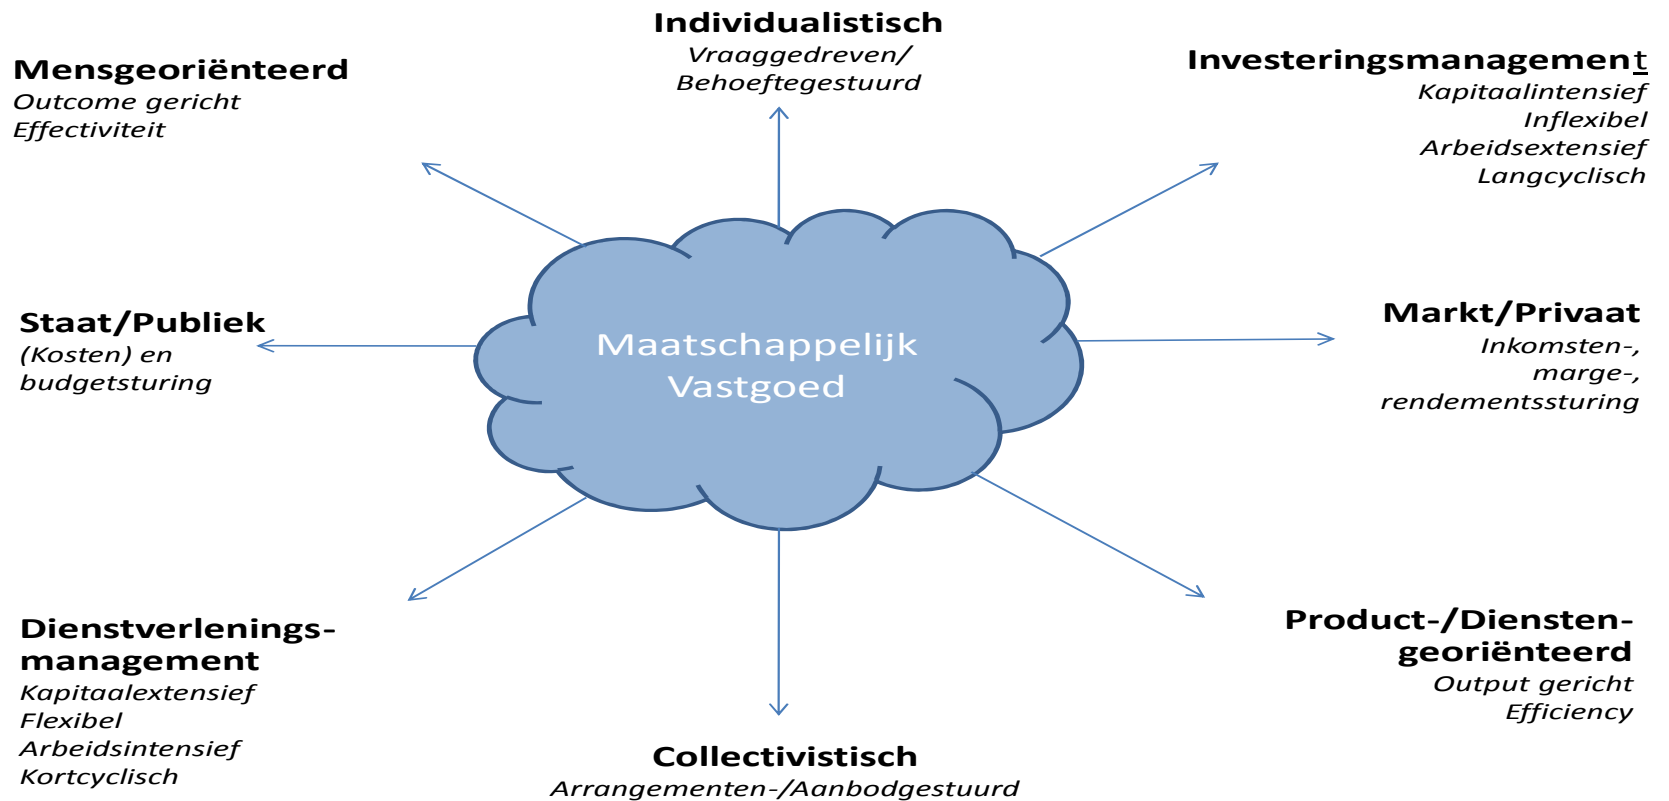 Individualistisch
Vraaggedreven/
Behoeftegestuurd
Mensgeoriënteerd
Outcome gericht
Effectiviteit
Investeringsmanagement
Kapitaalintensief
Inflexibel
Arbeidsextensief
Langcyclisch
Staat/Publiek
(Kosten) en
budgetsturing
Maatschappelijk
Vastgoed
Markt/Privaat
Inkomsten-,
marge-,
rendementssturing
Dienstverlenings-
management
Kapitaalextensief
Flexibel
Arbeidsintensief
Kortcyclisch
Collectivistisch
Arrangementen-/Aanbodgestuurd
Product-/Diensten-
georiënteerd
Output gericht
Efficiency